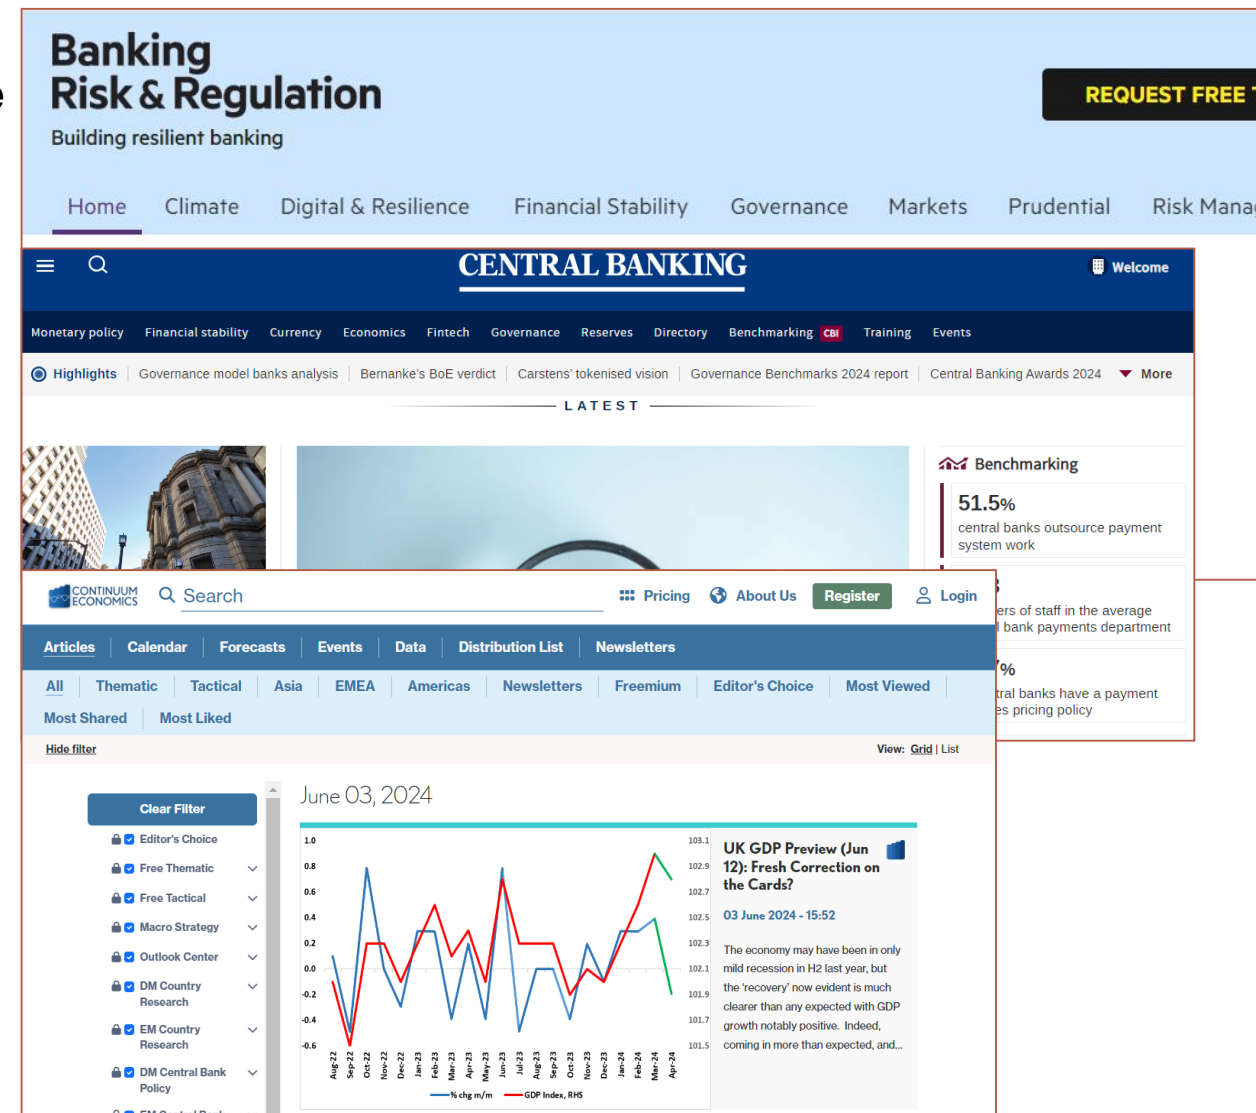 Banking
Risk & Regulation
Building resilient banking
REQUEST FREE
Home Climate Digital & Resilience Financial Stability Governance Markets Prudential Risk
CENTRAL BANKING
Welcome
Monetary policy Financial stability Currency Economics Fintech Governance Reserves Directory Benchmarking CBI Training Events
Highlights Governance model banks analysis Bernanke's BoE verdict Carstens' tokenised vision Governance Benchmarks 2024 report Central Banking Awards 2024 More
LATEST
Benchmarking
51.5%
central banks outsource payment
system work
of staff in the average
bank payments department
%
banks have a payment
pricing policy
CONTINUUM
ECONOMICS
Search
Pricing About Us Register Login
Articles Calendar Forecasts Events Data Distribution List Newsletters
All Thematic Tactical Asia EMEA Americas Newsletters Freemium Editor's Choice Most Viewed
Most Shared Most Liked
Hide filter
View: Grid | List
Clear Filter
Editor's Choice
Free Thematic
Free Tactical
Macro Strategy
Outlook Center
DM Country
Research
EM Country
Research
DM Central Bank
Policy
June 03, 2024
1.0
0.8
0.6
0.4
0.2
0.0
-0.2
-0.4
-0.6
103.1
102.9
102.7
102.5
102.3
102.1
101.9
101.7
101.5
Aug-22
Sep-22
Oct-22
Nov-22
Dec-22
Jan-23
Feb-23
Mar-23
Apr-23
May-23
Jun-23
Jul-23
Aug-23
Sep-23
Oct-23
Nov-23
Dec-23
Jan-24
Feb-24
Mar-24
Apr-24
% chg m/m GDP Index, RHS
UK GDP Preview (Jun
12): Fresh Correction on
the Cards?
03 June 2024 - 15:52
The economy may have been in only
mild recession in H2 last year, but
the 'recovery' now evident is much
clearer than any expected with GDP
growth notably positive. Indeed,
coming in more than expected, and...